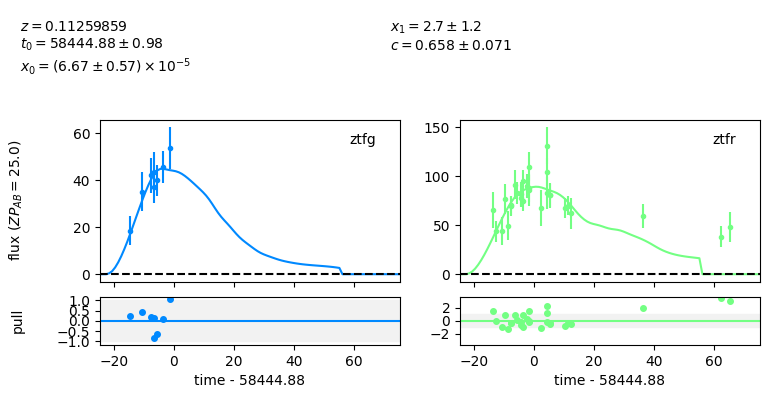 z = 0.11259859
t₀ = 58444.88 ± 0.98
x₀ = (6.67 ± 0.57) × 10⁻⁵
x₁ = 2.7 ± 1.2
c = 0.658 ± 0.071
flux (ZP_AB = 25.0)
60
40
20
0
ztfg
150
100
50
0
ztfr
pull
1.0
0.5
0.0
−0.5
−1.0
−20 0 20 40 60
time - 58444.88
2
0
−2
−20 0 20 40 60
time - 58444.88